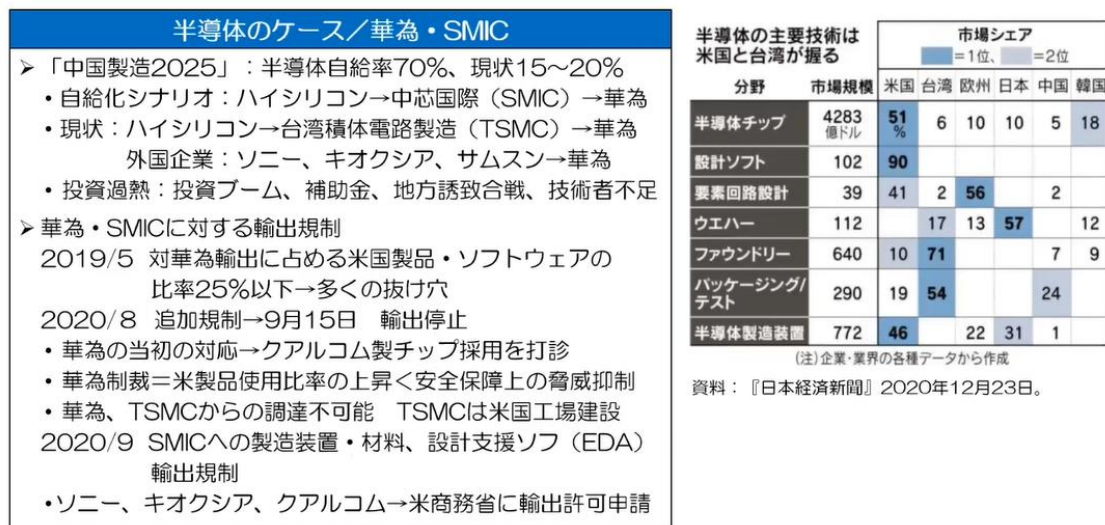 半導体のケース／華為・SMIC
➢ 「中国製造2025」：半導体自給率70%、現状15～20%
・自給化シナリオ：ハイシリコン→中芯国際（SMIC）→華為
・現状：ハイシリコン→台湾積体電路製造（TSMC）→華為
外国企業：ソニー、キオクシア、サムスン→華為
・投資過熱：投資ブーム、補助金、地方誘致合戦、技術者不足
➢ 華為・SMICに対する輸出規制
2019/5 対華為輸出に占める米国製品・ソフトウェアの
比率25%以下→多くの抜け穴
2020/8 追加規制→9月15日 輸出停止
・華為の当初の対応→クアルコム製チップ採用を打診
・華為制裁＝米製品使用比率の上昇く安全保障上の脅威抑制
・華為、TSMCからの調達不可能 TSMCは米国工場建設
2020/9 SMICへの製造装置・材料、設計支援ソフ（EDA）
輸出規制
・ソニー、キオクシア、クアルコム→米商務省に輸出許可申請
半導体の主要技術は
米国と台湾が握る
市場シェア
＝1位、 ＝2位
分野 市場規模 米国 台湾 欧州 日本 中国 韓国
半導体チップ 4283億ドル 51% 6 10 10 5 18
設計ソフト 102 90
要素回路設計 39 41 2 56 2
ウエハー 112 17 13 57 12
ファウンドリー 640 10 71 7 9
パッケージング/テスト 290 19 54 24
半導体製造装置 772 46 22 31 1
(注)企業・業界の各種データから作成
資料：『日本経済新聞』2020年12月23日。